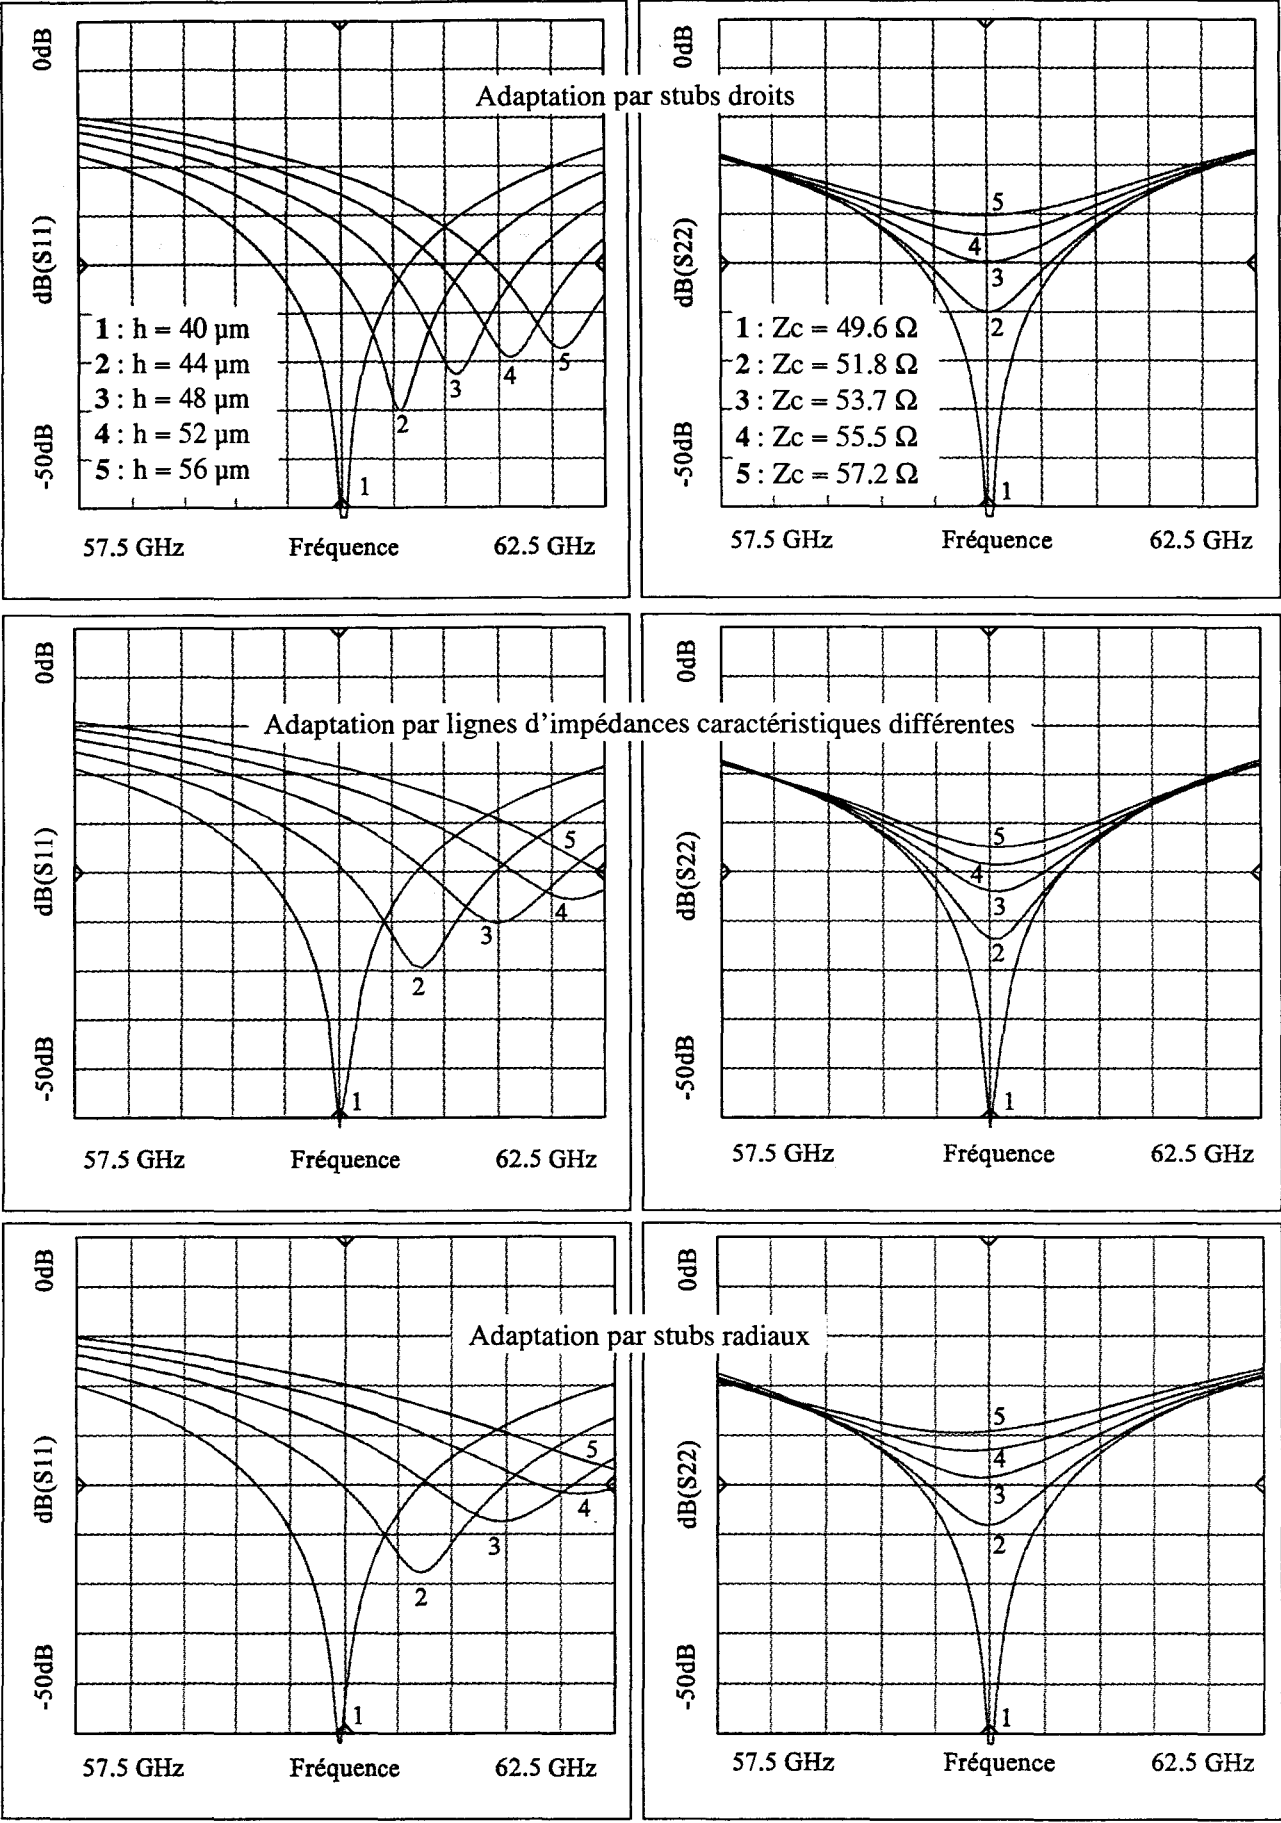 0dB
0dB
Adaptation par stubs droits
dB(S11)
dB(S22)
5
4
3
2
1 : h = 40 µm
2 : h = 44 µm
3 : h = 48 µm
4 : h = 52 µm
5 : h = 56 µm
2
3
4
5
1
1 : Zc = 49.6 Ω
2 : Zc = 51.8 Ω
3 : Zc = 53.7 Ω
4 : Zc = 55.5 Ω
5 : Zc = 57.2 Ω
1
-50dB
-50dB
57.5 GHz Fréquence 62.5 GHz
57.5 GHz Fréquence 62.5 GHz
0dB
0dB
Adaptation par lignes d'impédances caractéristiques différentes
dB(S11)
5
4
3
2
1
dB(S22)
5
4
3
2
1
-50dB
-50dB
57.5 GHz Fréquence 62.5 GHz
57.5 GHz Fréquence 62.5 GHz
0dB
0dB
Adaptation par stubs radiaux
dB(S11)
5
4
3
2
1
dB(S22)
5
4
3
2
1
-50dB
-50dB
57.5 GHz Fréquence 62.5 GHz
57.5 GHz Fréquence 62.5 GHz